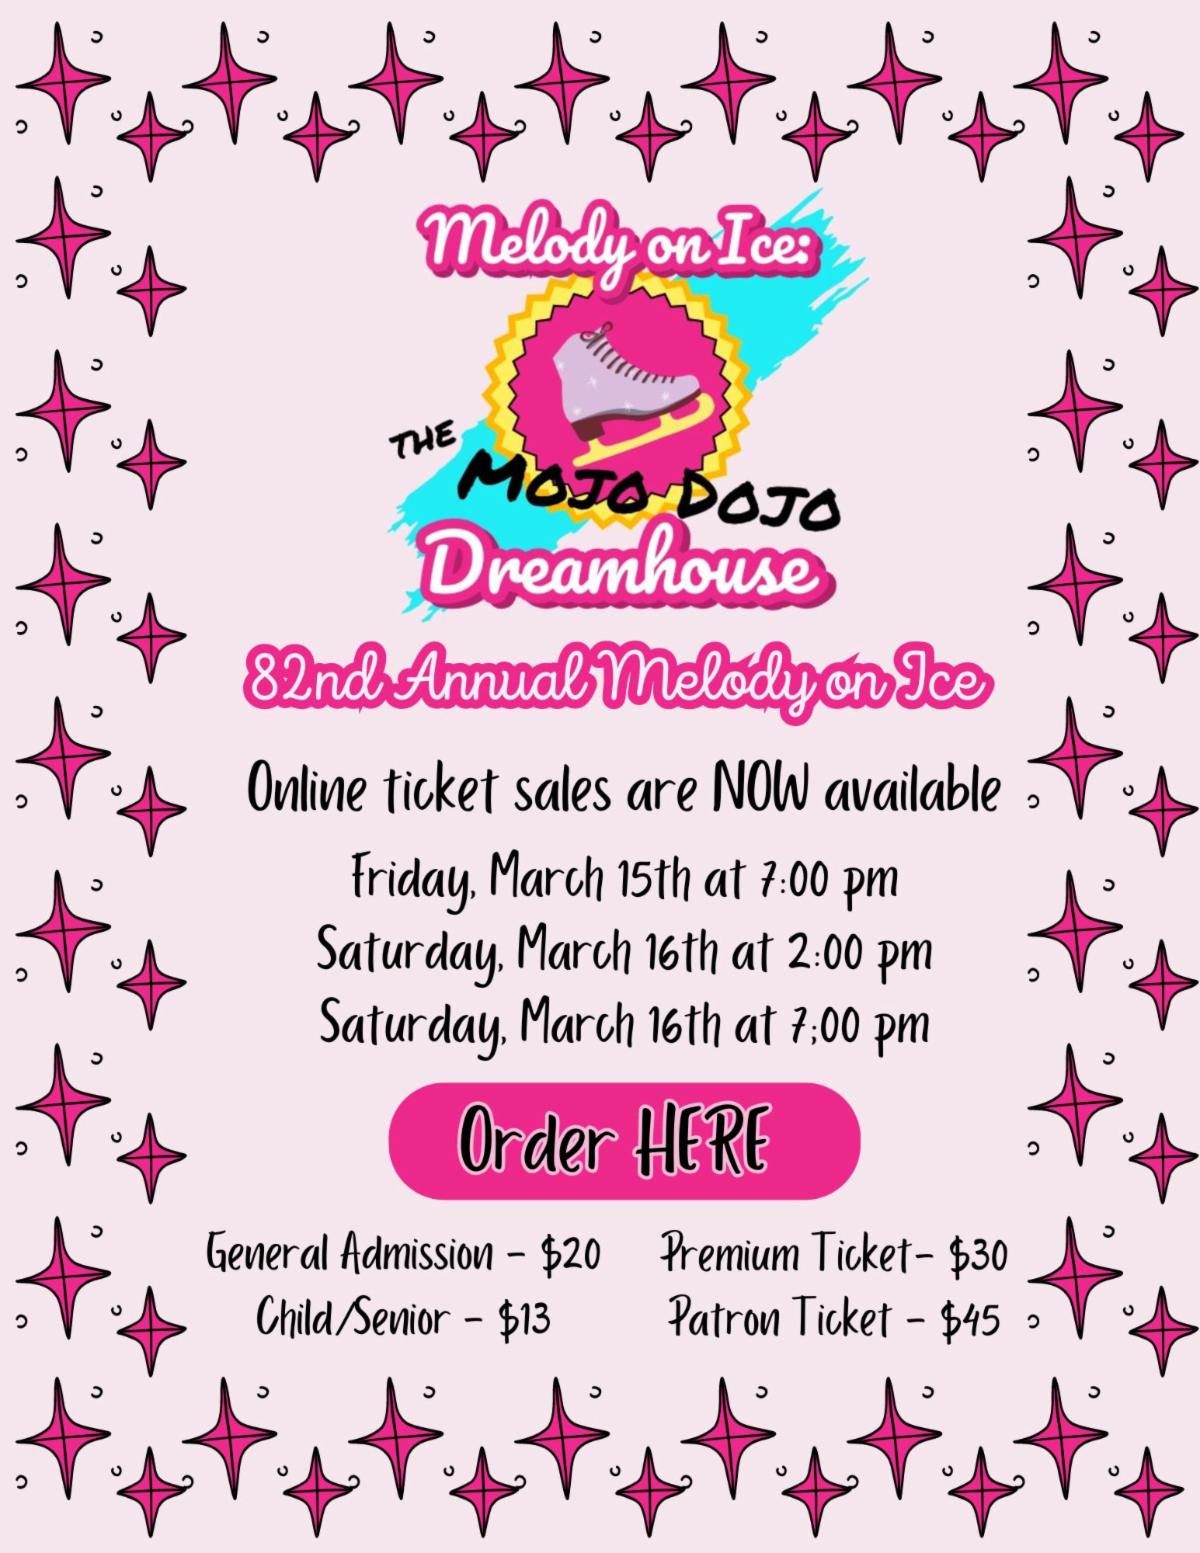 Melody on Ice:
THE
MOJO DOJO
Dreamhouse
82nd Annual Melody on Ice
Online ticket sales are NOW available
Friday, March 15th at 7:00 pm
Saturday, March 16th at 2:00 pm
Saturday, March 16th at 7;00 pm
Order HERE
General Admission - $20
Premium Ticket- $30
Child/Senior - $13
Patron Ticket - $45